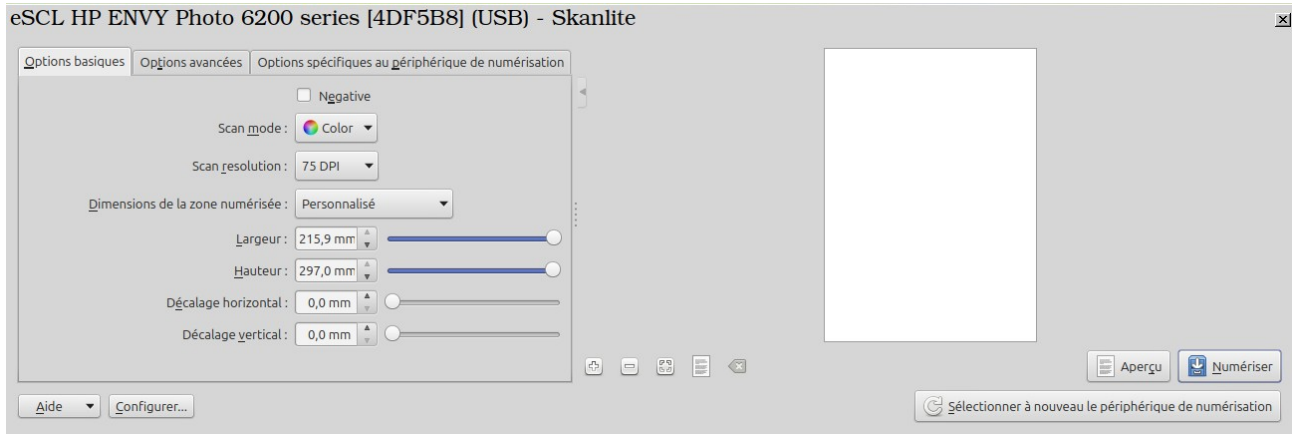 eSCL HP ENVY Photo 6200 series [4DF5B8] (USB) - Skanlite
Options basiques Options avancées Options spécifiques au périphérique de numérisation
Negative
Scan mode : Color
Scan resolution : 75 DPI
Dimensions de la zone numérisée : Personnalisé
Largeur : 215,9 mm
Hauteur : 297,0 mm
Décalage horizontal : 0,0 mm
Décalage vertical : 0,0 mm
Aperçu Numériser
Aide Configurer... Sélectionner à nouveau le périphérique de numérisation